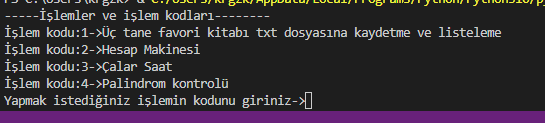 PS C:\Users\krgzk> & C:/Users/krgzk/AppData/Local/Programs/Python/Python310/py
-----İşlemler ve işlem kodları--------
İşlem kodu:1->Üç tane favori kitabı txt dosyasına kaydetme ve listeleme
İşlem kodu:2->Hesap Makinesi
İşlem kodu:3->Çalar Saat
İşlem kodu:4->Palindrom kontrolü
Yapmak istediğiniz işlemin kodunu giriniz->